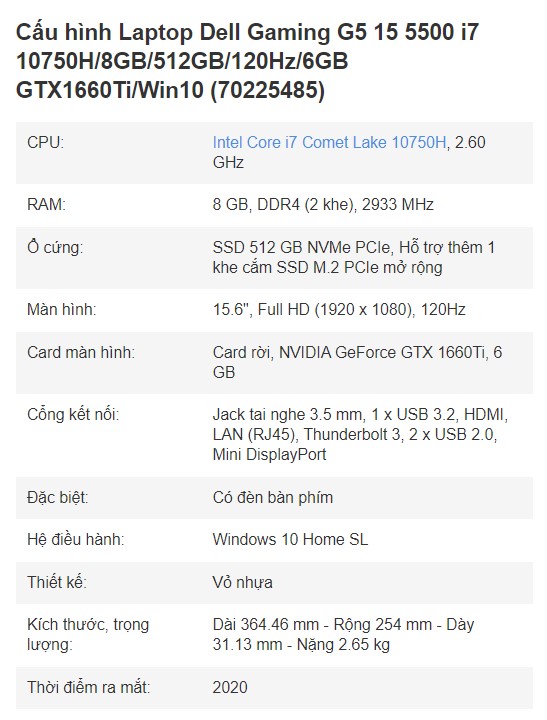 Cấu hình Laptop Dell Gaming G5 15 5500 i7
10750H/8GB/512GB/120Hz/6GB
GTX1660Ti/Win10 (70225485)
CPU:
Intel Core i7 Comet Lake 10750H, 2.60
GHz
RAM:
8 GB, DDR4 (2 khe), 2933 MHz
Ổ cứng:
SSD 512 GB NVMe PCIe, Hỗ trợ thêm 1
khe cắm SSD M.2 PCIe mở rộng
Màn hình:
15.6", Full HD (1920 x 1080), 120Hz
Card màn hình:
Card rời, NVIDIA GeForce GTX 1660Ti, 6
GB
Cổng kết nối:
Jack tai nghe 3.5 mm, 1 x USB 3.2, HDMI,
LAN (RJ45), Thunderbolt 3, 2 x USB 2.0,
Mini DisplayPort
Đặc biệt:
Có đèn bàn phím
Hệ điều hành:
Windows 10 Home SL
Thiết kế:
Vỏ nhựa
Kích thước, trọng
lượng:
Dài 364.46 mm - Rộng 254 mm - Dày
31.13 mm - Nặng 2.65 kg
Thời điểm ra mắt:
2020